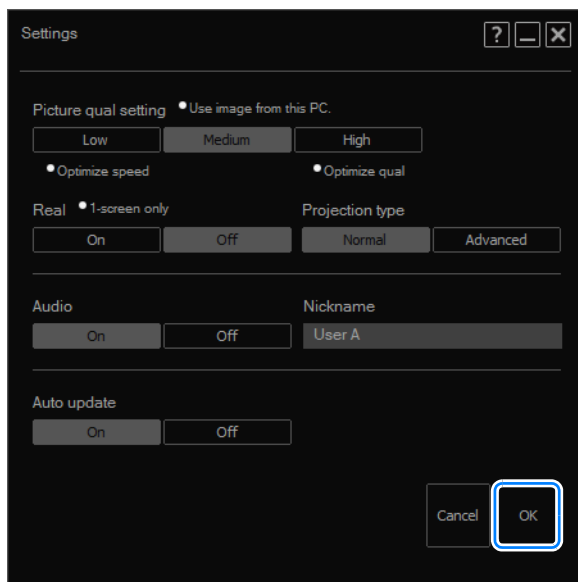 Settings ? _ X
Picture qual setting •Use image from this PC.
Low Medium High
•Optimize speed •Optimize qual
Real •1-screen only Projection type
On Off Normal Advanced
Audio Nickname
On Off User A
Auto update
On Off
Cancel OK